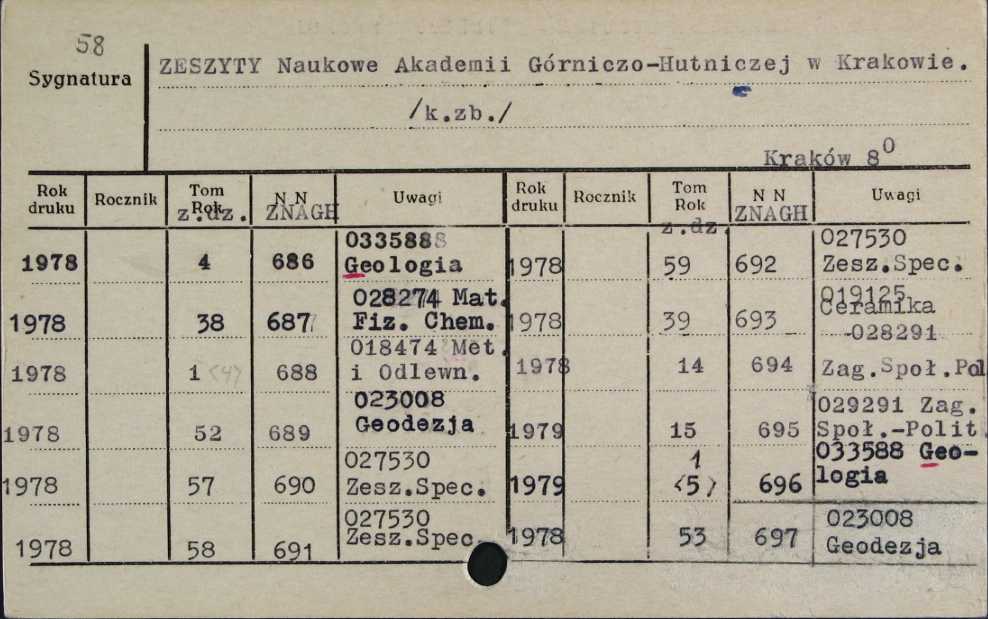 58
Sygnatura
ZESZYTY Naukowe Akademii Górniczo-Hutniczej w Krakowie.
/k.zb./
Kraków 8⁰
Rok druku Rocznik Tom Rok z.dz. N N ZNAGH Uwagi
1978 4 686 033588 Geologia
1978 38 687 028274 Mat. Fiz. Chem.
1978 1 (4) 688 018474 Met. i Odlewn.
1978 52 689 023008 Geodezja
1978 57 690 027530 Zesz.Spec.
1978 58 691 027530 Zesz.Spec.
Rok druku Rocznik Tom Rok z.dz. N N ZNAGH Uwagi
1978 59 692 027530 Zesz.Spec.
1978 39 693 019125 Ceramika
1978 14 694 -028291 Zag.Społ.Pol
1979 15 695 029291 Zag. Społ.-Polit.
1979 1 (5) 696 033588 Geo-logia
1978 53 697 023008 Geodezja